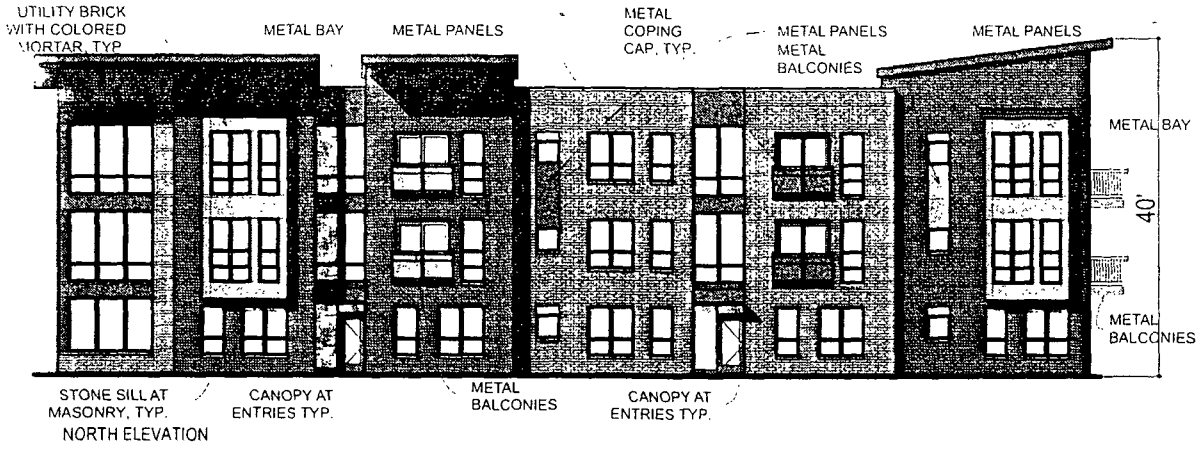 UTILITY BRICK
WITH COLORED
MORTAR, TYP
METAL BAY
METAL PANELS
METAL
COPING
CAP, TYP.
METAL PANELS
METAL
BALCONIES
METAL PANELS
METAL BAY
40'
METAL
BALCONIES
STONE SILL AT
MASONRY, TYP.
CANOPY AT
ENTRIES TYP.
METAL
BALCONIES
CANOPY AT
ENTRIES TYP.
NORTH ELEVATION